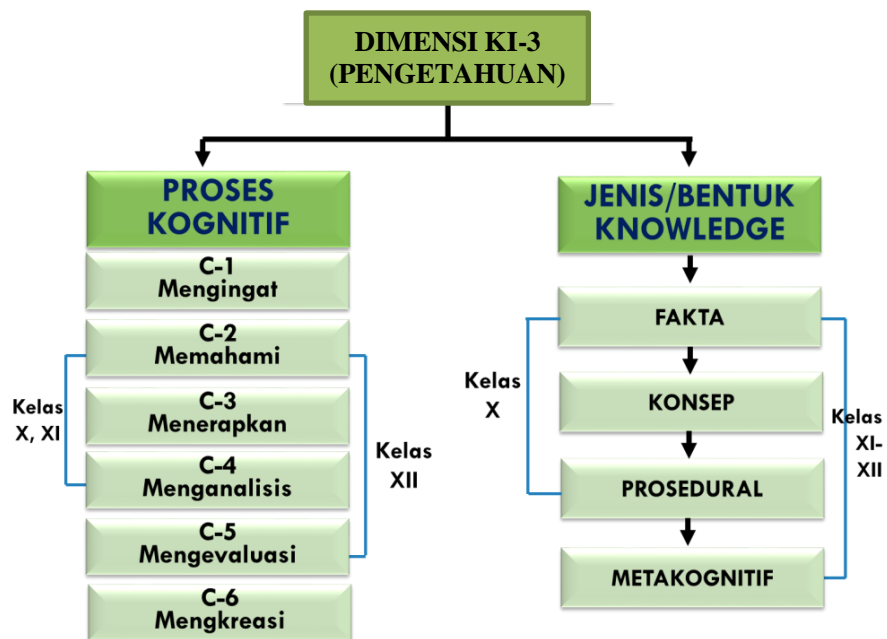 DIMENSI KI-3
(PENGETAHUAN)
PROSES
KOGNITIF
C-1
Mengingat
C-2
Memahami
C-3
Menerapkan
C-4
Menganalisis
C-5
Mengevaluasi
C-6
Mengkreasi
Kelas
X, XI
Kelas
XII
JENIS/BENTUK
KNOWLEDGE
FAKTA
KONSEP
PROSEDURAL
METAKOGNITIF
Kelas
X
Kelas
XI-
XII